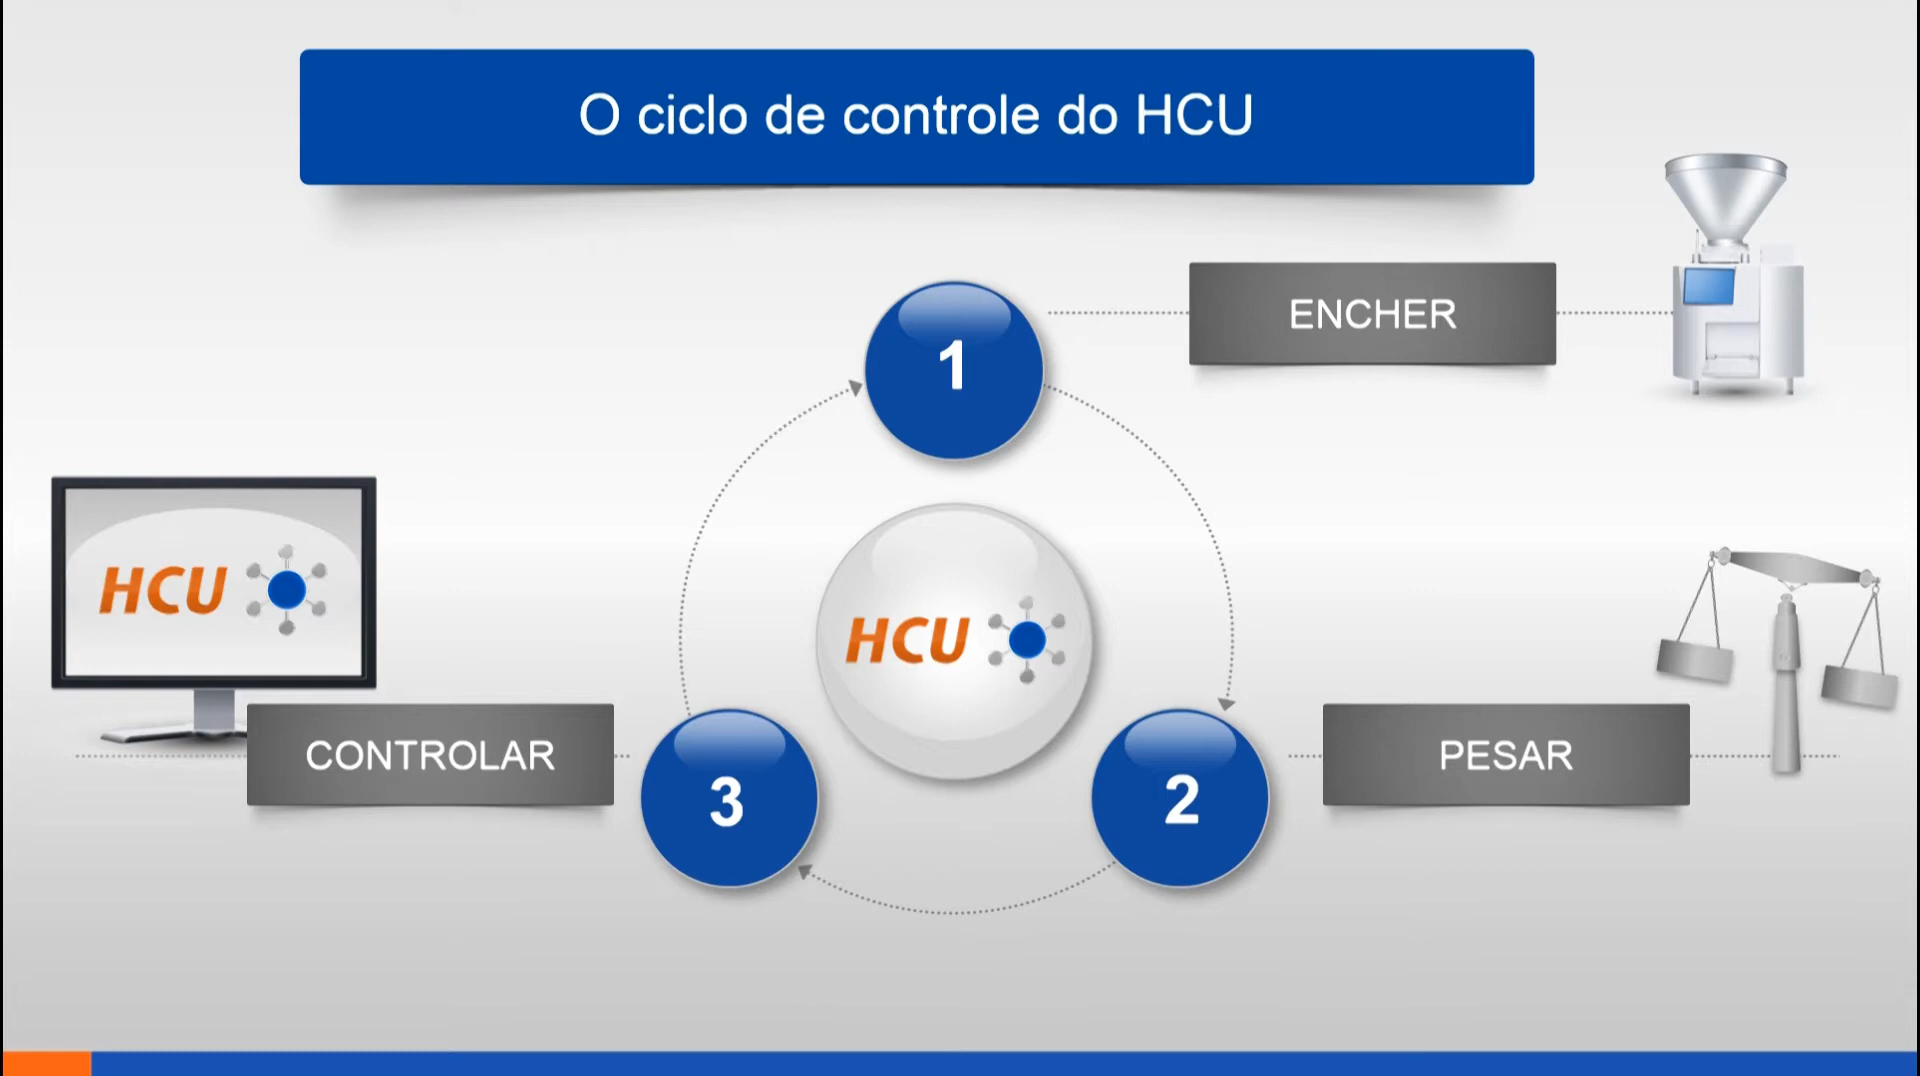 O ciclo de controle do HCU
1
ENCHER
HCU
HCU
CONTROLAR
3
2
PESAR